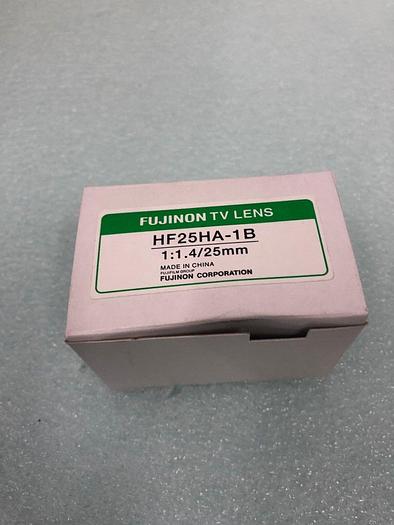 FUJINON TV LENS
HF25HA-1B
1:1.4/25mm
MADE IN CHINA
FUJIFILM GROUP
FUJINON CORPORATION